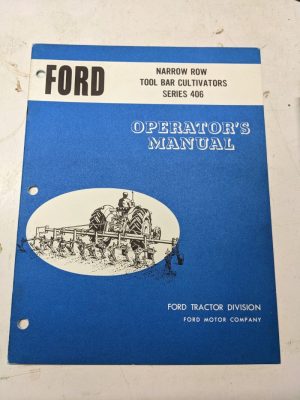 FORD
NARROW ROW
TOOL BAR CULTIVATORS
SERIES 406
OPERATOR'S
MANUAL
FORD TRACTOR DIVISION
FORD MOTOR COMPANY